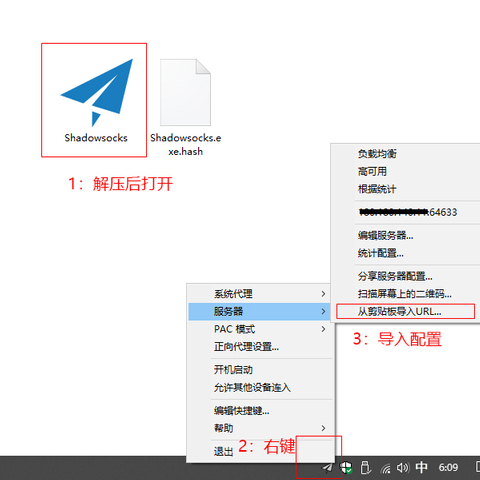 Shadowsocks
Shadowsocks.e
xe.hash
1：解压后打开
负载均衡
高可用
根据统计
:64633
编辑服务器...
统计配置...
分享服务器配置...
扫描屏幕上的二维码...
从剪贴板导入URL...
3：导入配置
系统代理
服务器
PAC 模式
正向代理设置...
开机启动
允许其他设备连入
编辑快捷键...
帮助
退出
2：右键
中
6:09